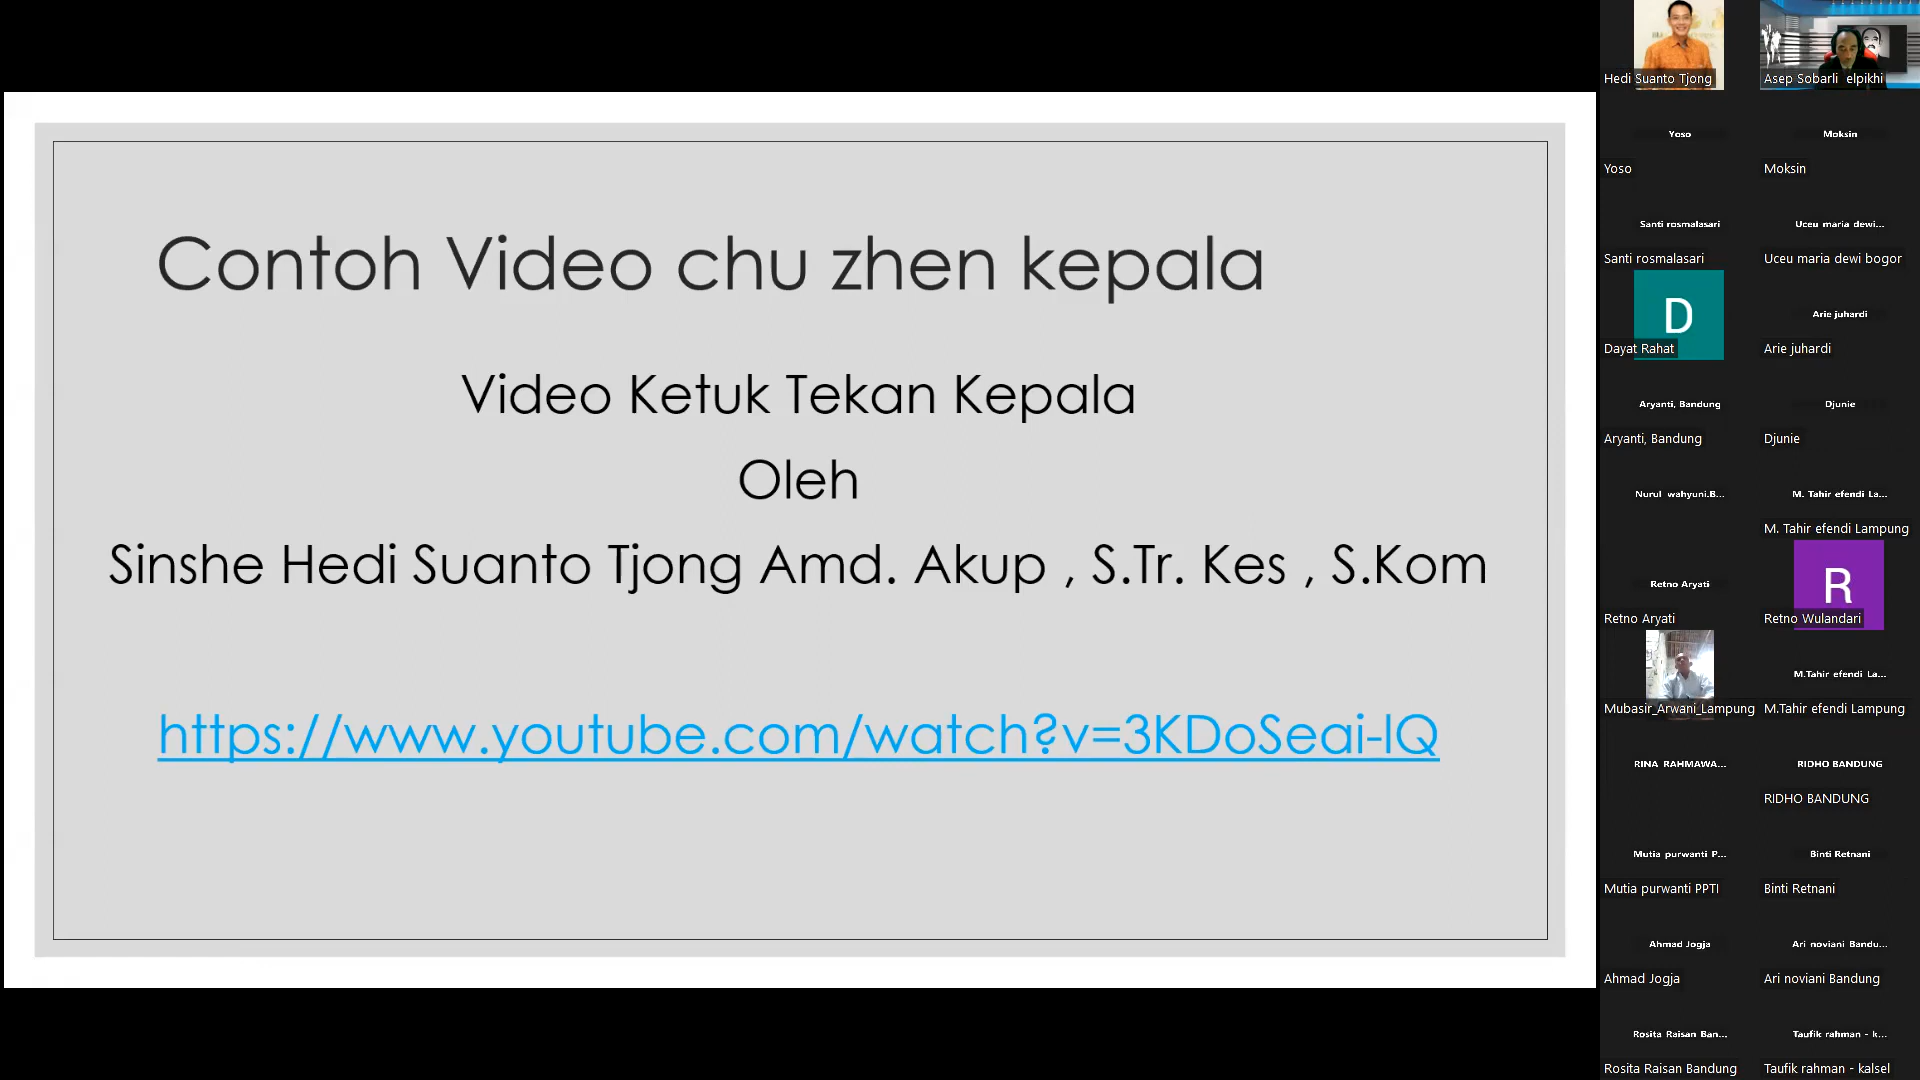 Contoh Video chu zhen kepala
Video Ketuk Tekan Kepala
Oleh
Sinshe Hedi Suanto Tjong Amd. Akup , S.Tr. Kes , S.Kom
https://www.youtube.com/watch?v=3KDoSeai-IQ
Hedi Suanto Tjong
Asep Sobarli elpikhi
Yoso
Moksin
Yoso
Moksin
Santi rosmalasari
Uceu maria dewi...
Santi rosmalasari
Uceu maria dewi bogor
D
Arie juhardi
Dayat Rahat
Arie juhardi
Aryanti, Bandung
Djunie
Aryanti, Bandung
Djunie
Nurul wahyuni.B...
M. Tahir efendi La...
M. Tahir efendi Lampung
Retno Aryati
R
Retno Aryati
Retno Wulandari
M.Tahir efendi La...
Mubasir_Arwani_Lampung
M.Tahir efendi Lampung
RINA RAHMAWA...
RIDHO BANDUNG
RIDHO BANDUNG
Mutia purwanti P...
Binti Retnani
Mutia purwanti PPTI
Binti Retnani
Ahmad Jogja
Ari noviani Bandu...
Ahmad Jogja
Ari noviani Bandung
Rosita Raisan Ban...
Taufik rahman - k...
Rosita Raisan Bandung
Taufik rahman - kalsel